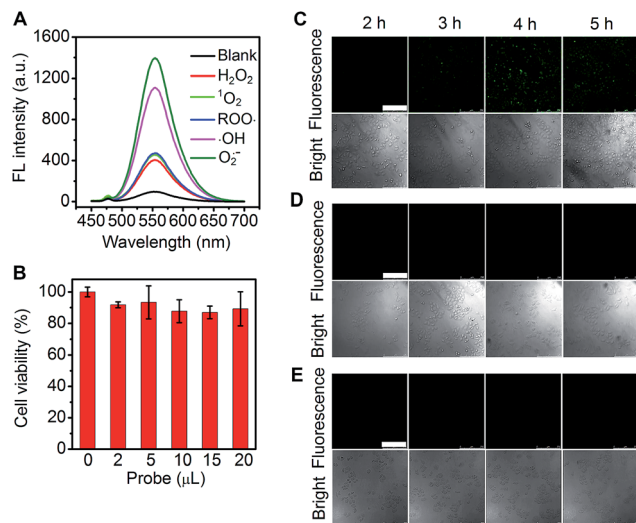 A
1600
1200
800
400
0
FL intensity (a.u.)
450 500 550 600 650 700
Wavelength (nm)
Blank
H₂O₂
¹O₂
ROO·
·OH
O₂⁻
B
100
80
60
40
20
0
Cell viability (%)
0 2 5 10 15 20
Probe (μL)
C
2 h 3 h 4 h 5 h
Fluorescence
Bright
D
Fluorescence
Bright
E
Fluorescence
Bright